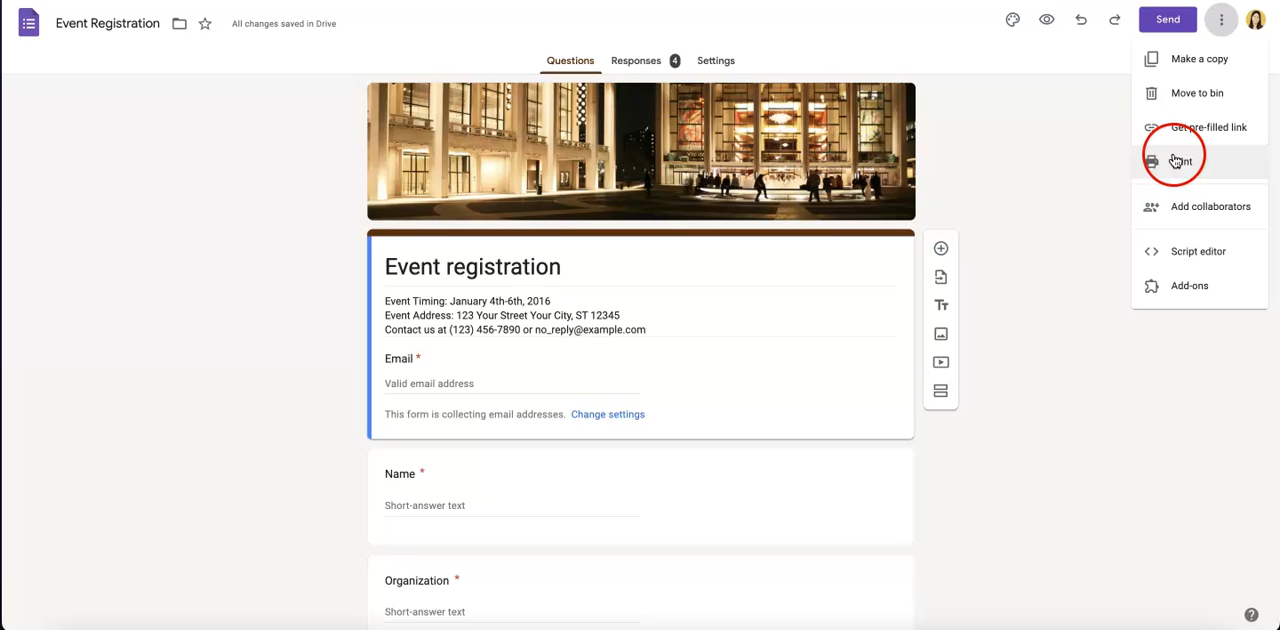 Event Registration
All changes saved in Drive
Send
Questions
Responses 4
Settings
Make a copy
Move to bin
Get pre-filled link
Add collaborators
Script editor
Add-ons
Event registration
Event Timing: January 4th-6th, 2016
Event Address: 123 Your Street Your City, ST 12345
Contact us at (123) 456-7890 or no_reply@example.com
Email *
Valid email address
This form is collecting email addresses. Change settings
Name *
Short-answer text
Organization *
Short-answer text